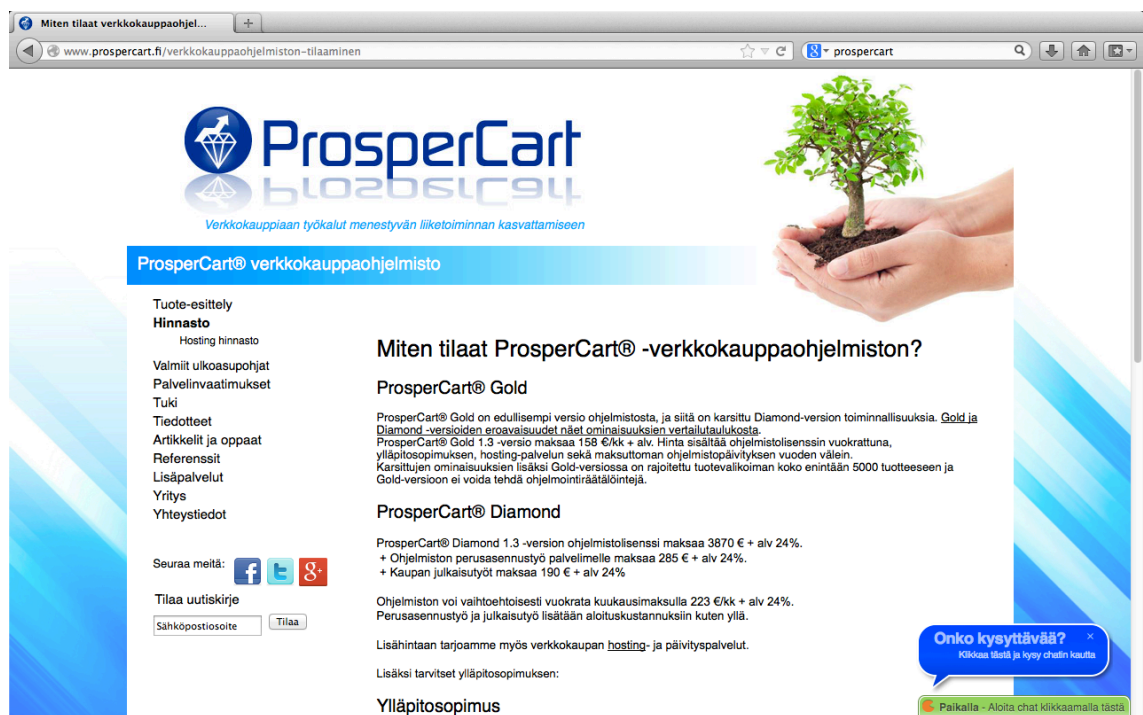 Miten tilaat verkkokauppaohjel...
www.prospercart.fi/verkkokauppaohjelmiston-tilaaminen
prospercart
ProsperCart
Verkkokauppiaan työkalut menestyvän liiketoiminnan kasvattamiseen
ProsperCart® verkkokauppaohjelmisto
Tuote-esittely
Hinnasto
Hosting hinnasto
Valmiit ulkoasupohjat
Palvelinvaatimukset
Tuki
Tiedotteet
Artikkelit ja oppaat
Referenssit
Lisäpalvelut
Yritys
Yhteystiedot
Seuraa meitä:
Tilaa uutiskirje
Sähköpostiosoite Tilaa
Miten tilaat ProsperCart® -verkkokauppaohjelmiston?
ProsperCart® Gold
ProsperCart® Gold on edullisempi versio ohjelmistosta, ja siitä on karsittu Diamond-version toiminnallisuuksia. Gold ja
Diamond -versioiden eroavaisuudet näet ominaisuuksien vertailutaulukosta.
ProsperCart® Gold 1.3 -versio maksaa 158 €/kk + alv. Hinta sisältää ohjelmistolisenssin vuokrattuna,
ylläpitosopimuksen, hosting-palvelun sekä maksuttoman ohjelmistopäivityksen vuoden välein.
Karsittujen ominaisuuksien lisäksi Gold-versiossa on rajoitettu tuotevalikoiman koko enintään 5000 tuotteeseen ja
Gold-versioon ei voida tehdä ohjelmointiräätälöintejä.
ProsperCart® Diamond
ProsperCart® Diamond 1.3 -version ohjelmistolisenssi maksaa 3870 € + alv 24%.
+ Ohjelmiston perusasennustyö palvelimelle maksaa 285 € + alv 24%.
+ Kaupan julkaisutyöt maksaa 190 € + alv 24%
Ohjelmiston voi vaihtoehtoisesti vuokrata kuukausimaksulla 223 €/kk + alv 24%.
Perusasennustyö ja julkaisutyö lisätään aloituskustannuksiin kuten yllä.
Lisähintaan tarjoamme myös verkkokaupan hosting- ja päivityspalvelut.
Lisäksi tarvitset ylläpitosopimuksen:
Ylläpitosopimus
Onko kysyttävää? ×
Klikkaa tästä ja kysy chatin kautta
Paikalla - Aloita chat klikkaamalla tästä